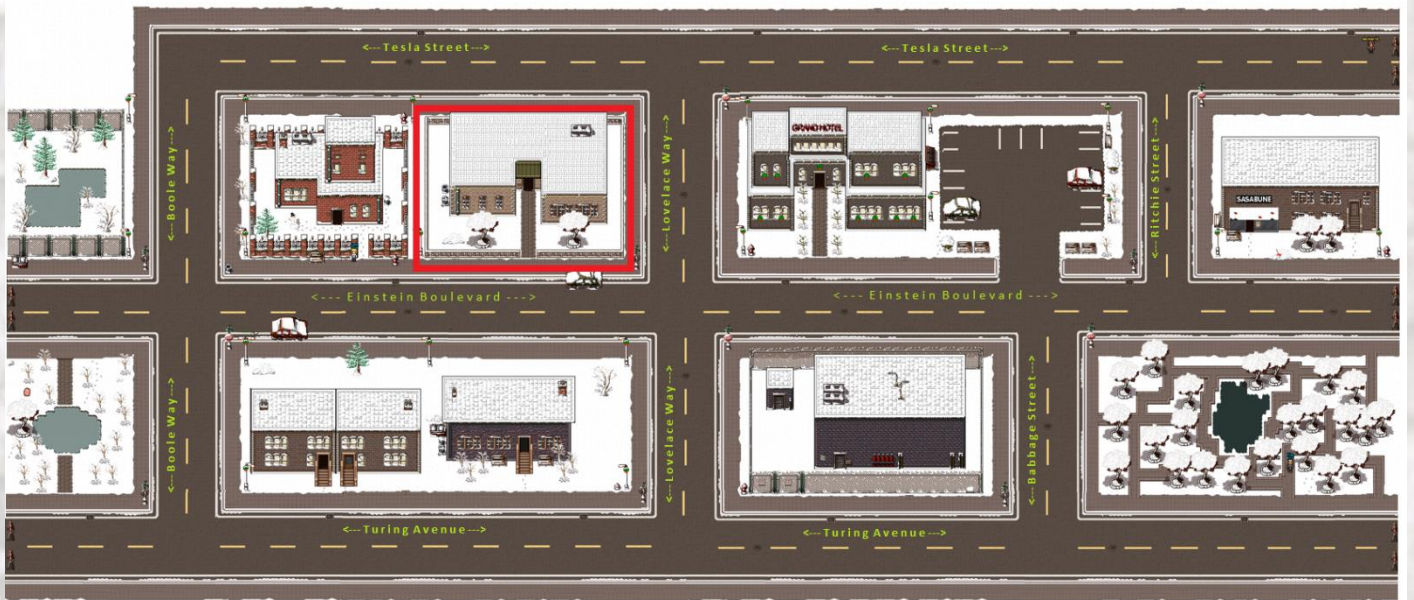 <---Tesla Street--->
<---Tesla Street--->
GRAND HOTEL
<---Boole Way--->
<---Lovelace Way--->
<---Ritchie Street--->
SASABUNE
<--- Einstein Boulevard --->
<--- Einstein Boulevard --->
<---Boole Way--->
<---Lovelace Way--->
<---Babbage Street--->
<---Turing Avenue--->
<---Turing Avenue--->